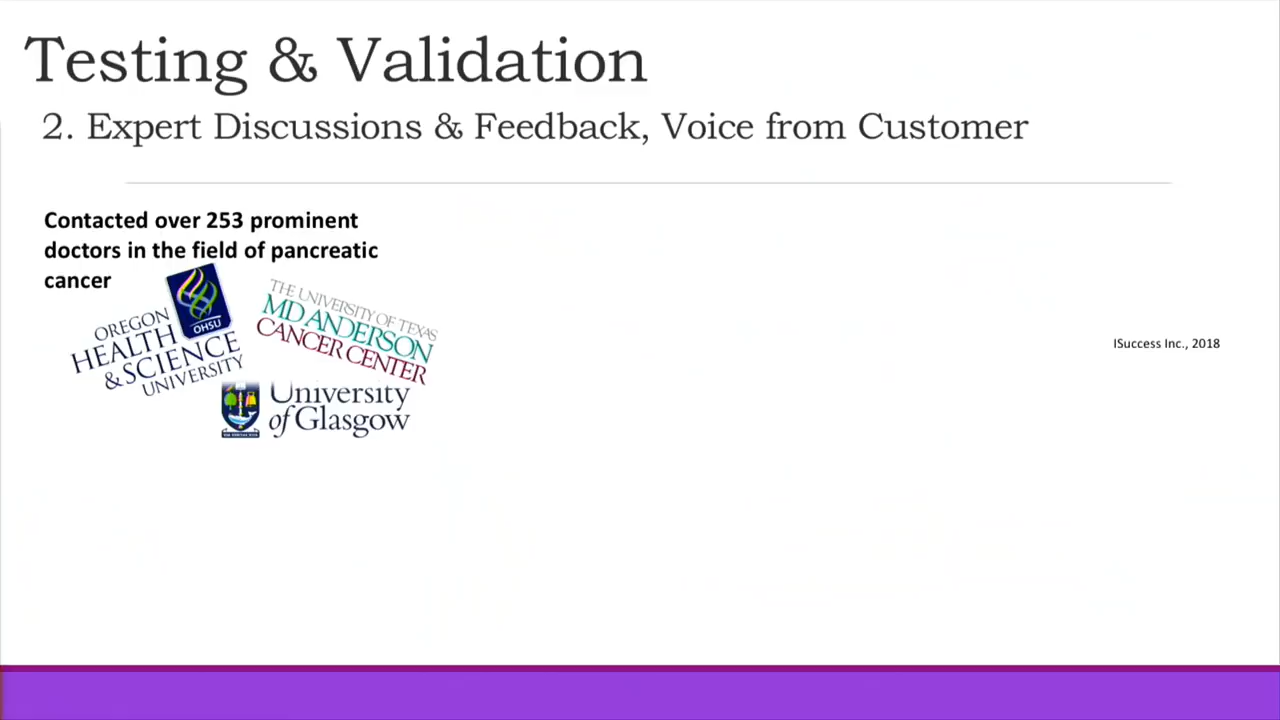 Testing & Validation
2. Expert Discussions & Feedback, Voice from Customer
Contacted over 253 prominent
doctors in the field of pancreatic
cancer
OHSU
OREGON
HEALTH
& SCIENCE
UNIVERSITY
THE UNIVERSITY OF TEXAS
MD ANDERSON
CANCER CENTER
University
of Glasgow
ISuccess Inc., 2018